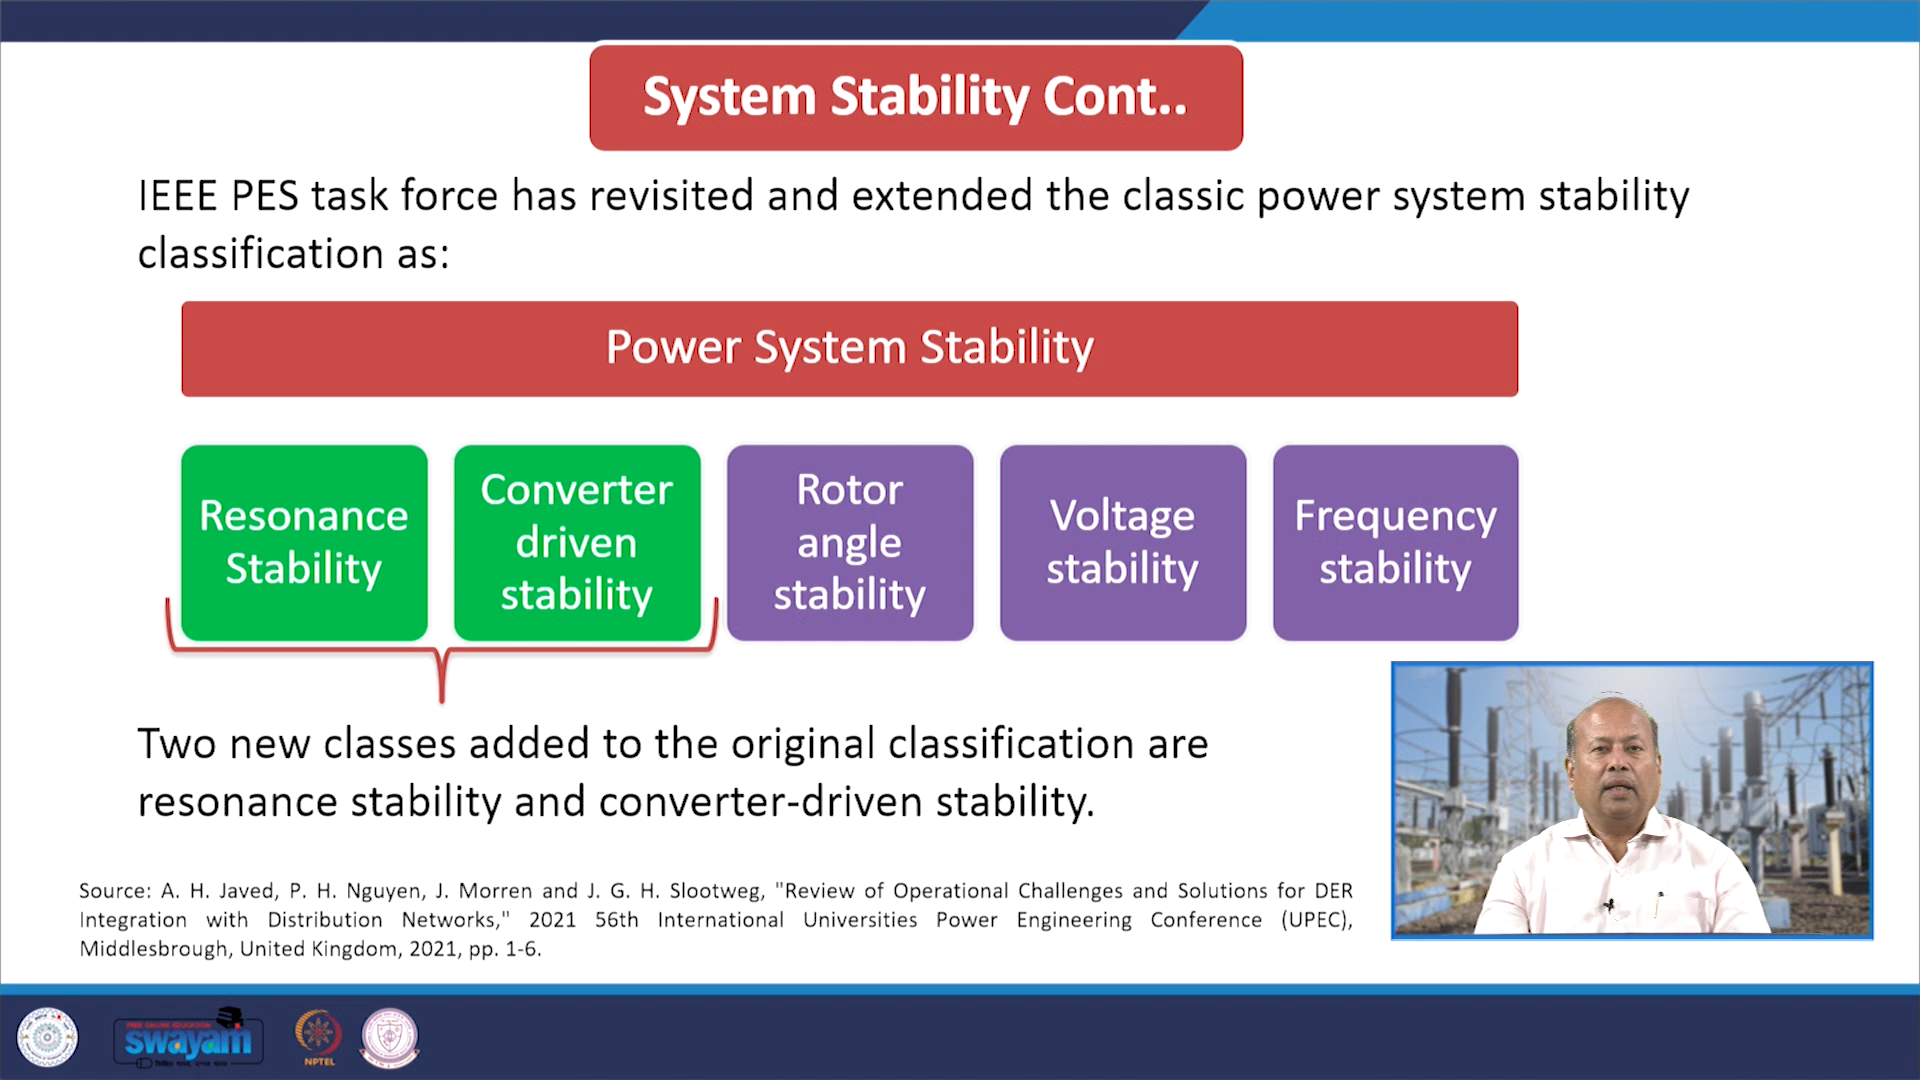 System Stability Cont..
IEEE PES task force has revisited and extended the classic power system stability
classification as:
Power System Stability
Resonance
Stability
Converter
driven
stability
Rotor
angle
stability
Voltage
stability
Frequency
stability
Two new classes added to the original classification are
resonance stability and converter-driven stability.
Source: A. H. Javed, P. H. Nguyen, J. Morren and J. G. H. Slootweg, "Review of Operational Challenges and Solutions for DER
Integration with Distribution Networks," 2021 56th International Universities Power Engineering Conference (UPEC),
Middlesbrough, United Kingdom, 2021, pp. 1-6.
FREE ONLINE EDUCATION
swayam
NPTEL